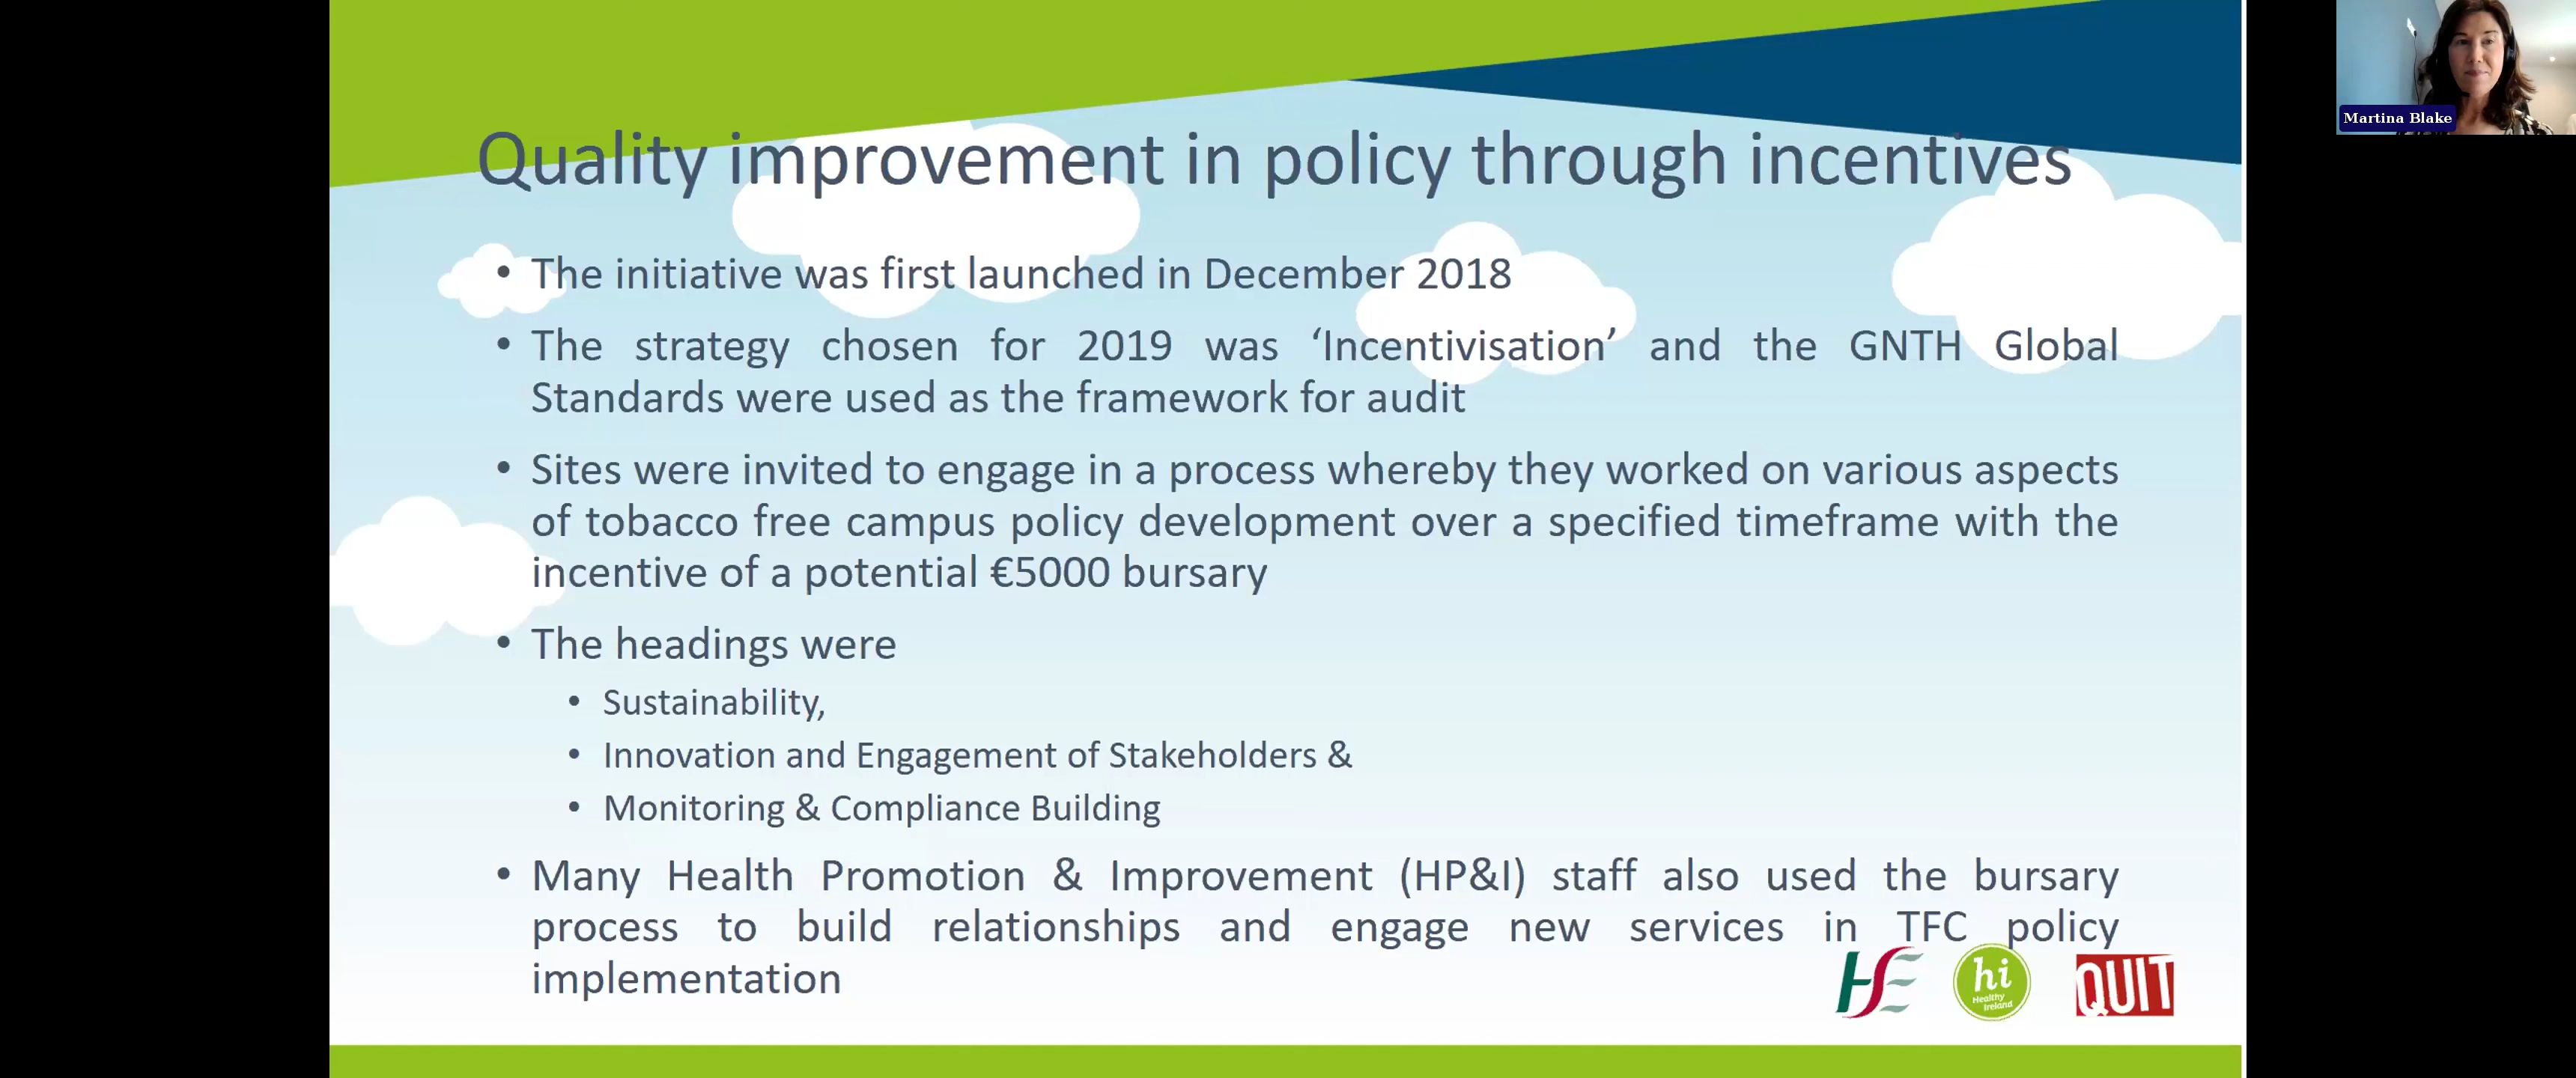 Martina Blake
Quality improvement in policy through incentives
• The initiative was first launched in December 2018
• The strategy chosen for 2019 was ‘Incentivisation’ and the GNTH Global
Standards were used as the framework for audit
• Sites were invited to engage in a process whereby they worked on various aspects
of tobacco free campus policy development over a specified timeframe with the
incentive of a potential €5000 bursary
• The headings were
• Sustainability,
• Innovation and Engagement of Stakeholders &
• Monitoring & Compliance Building
• Many Health Promotion & Improvement (HP&I) staff also used the bursary
process to build relationships and engage new services in TFC policy
implementation
HSE
hi
Healthy
Ireland
QUIT